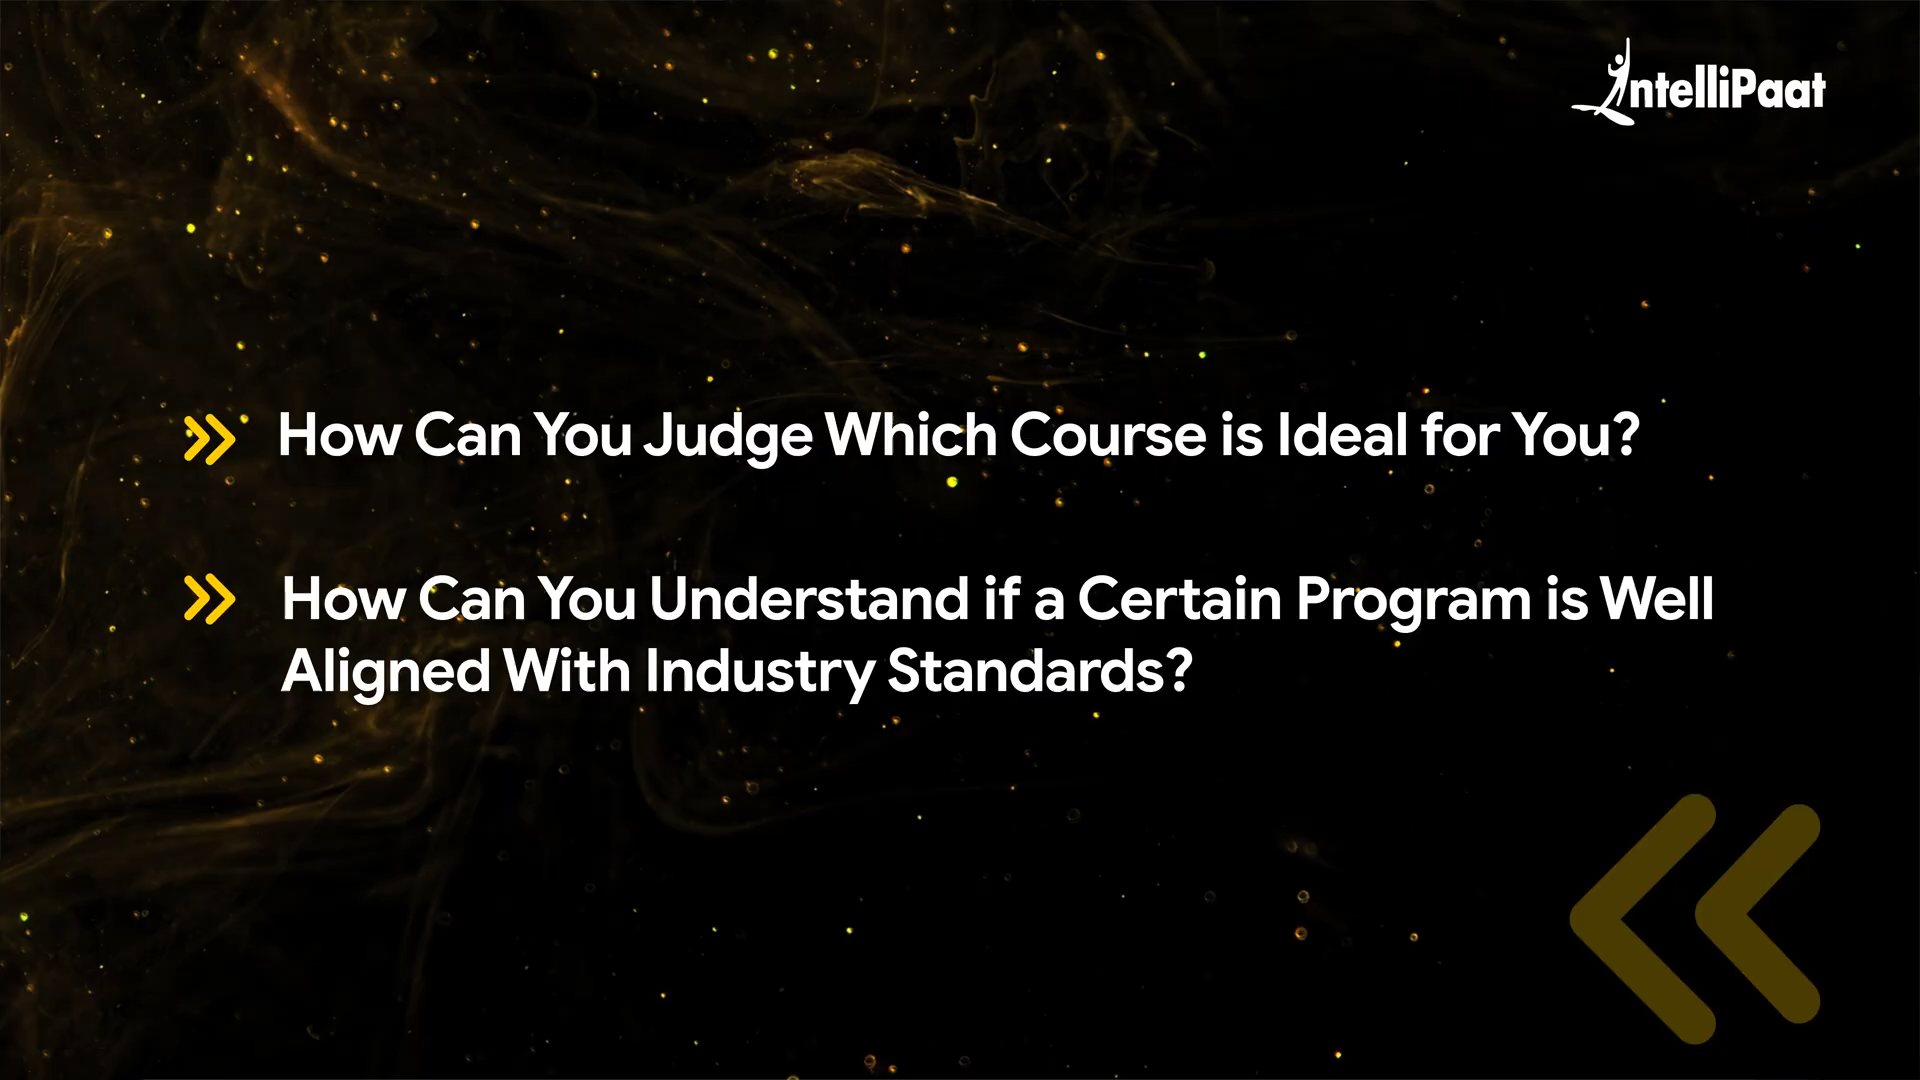 IntelliPaat
How Can You Judge Which Course is Ideal for You?
How Can You Understand if a Certain Program is Well
Aligned With Industry Standards?